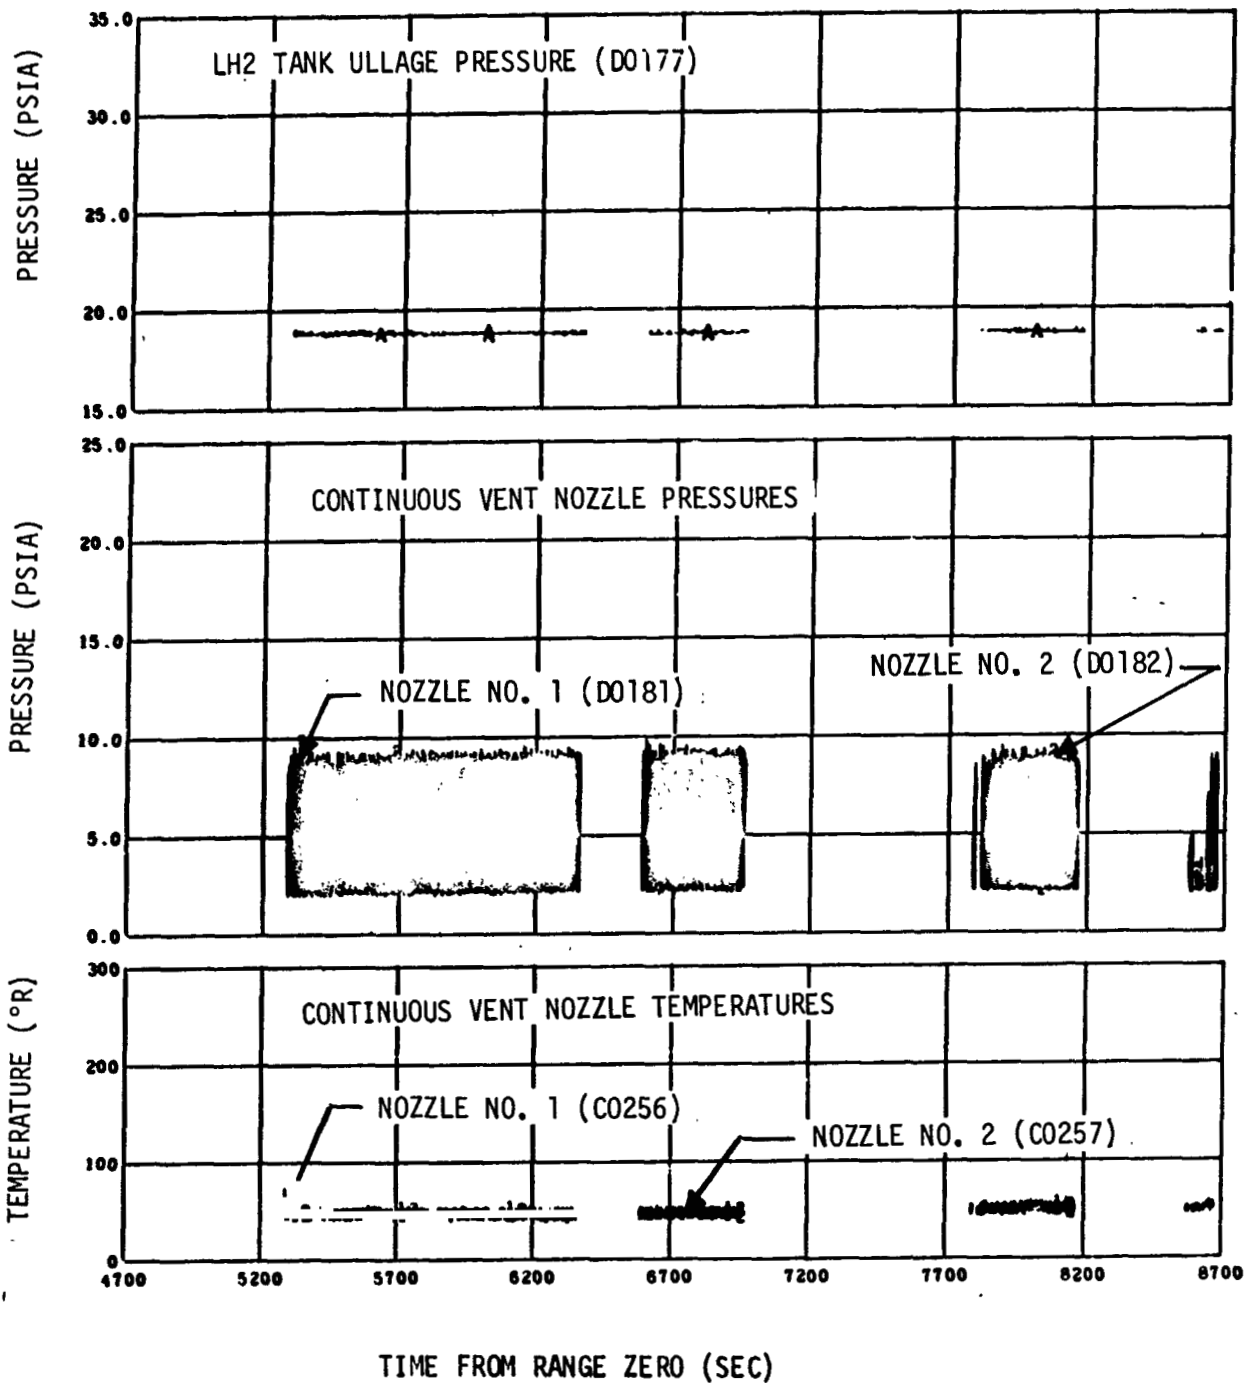 35.0
LH2 TANK ULLAGE PRESSURE (D0177)
30.0
25.0
20.0
15.0
PRESSURE (PSIA)
25.0
CONTINUOUS VENT NOZZLE PRESSURES
20.0
15.0
NOZZLE NO. 2 (D0182)
NOZZLE NO. 1 (D0181)
10.0
5.0
0.0
PRESSURE (PSIA)
300
CONTINUOUS VENT NOZZLE TEMPERATURES
200
NOZZLE NO. 1 (C0256)
NOZZLE NO. 2 (C0257)
100
0
TEMPERATURE (°R)
4700 5200 5700 6200 6700 7200 7700 8200 8700
TIME FROM RANGE ZERO (SEC)